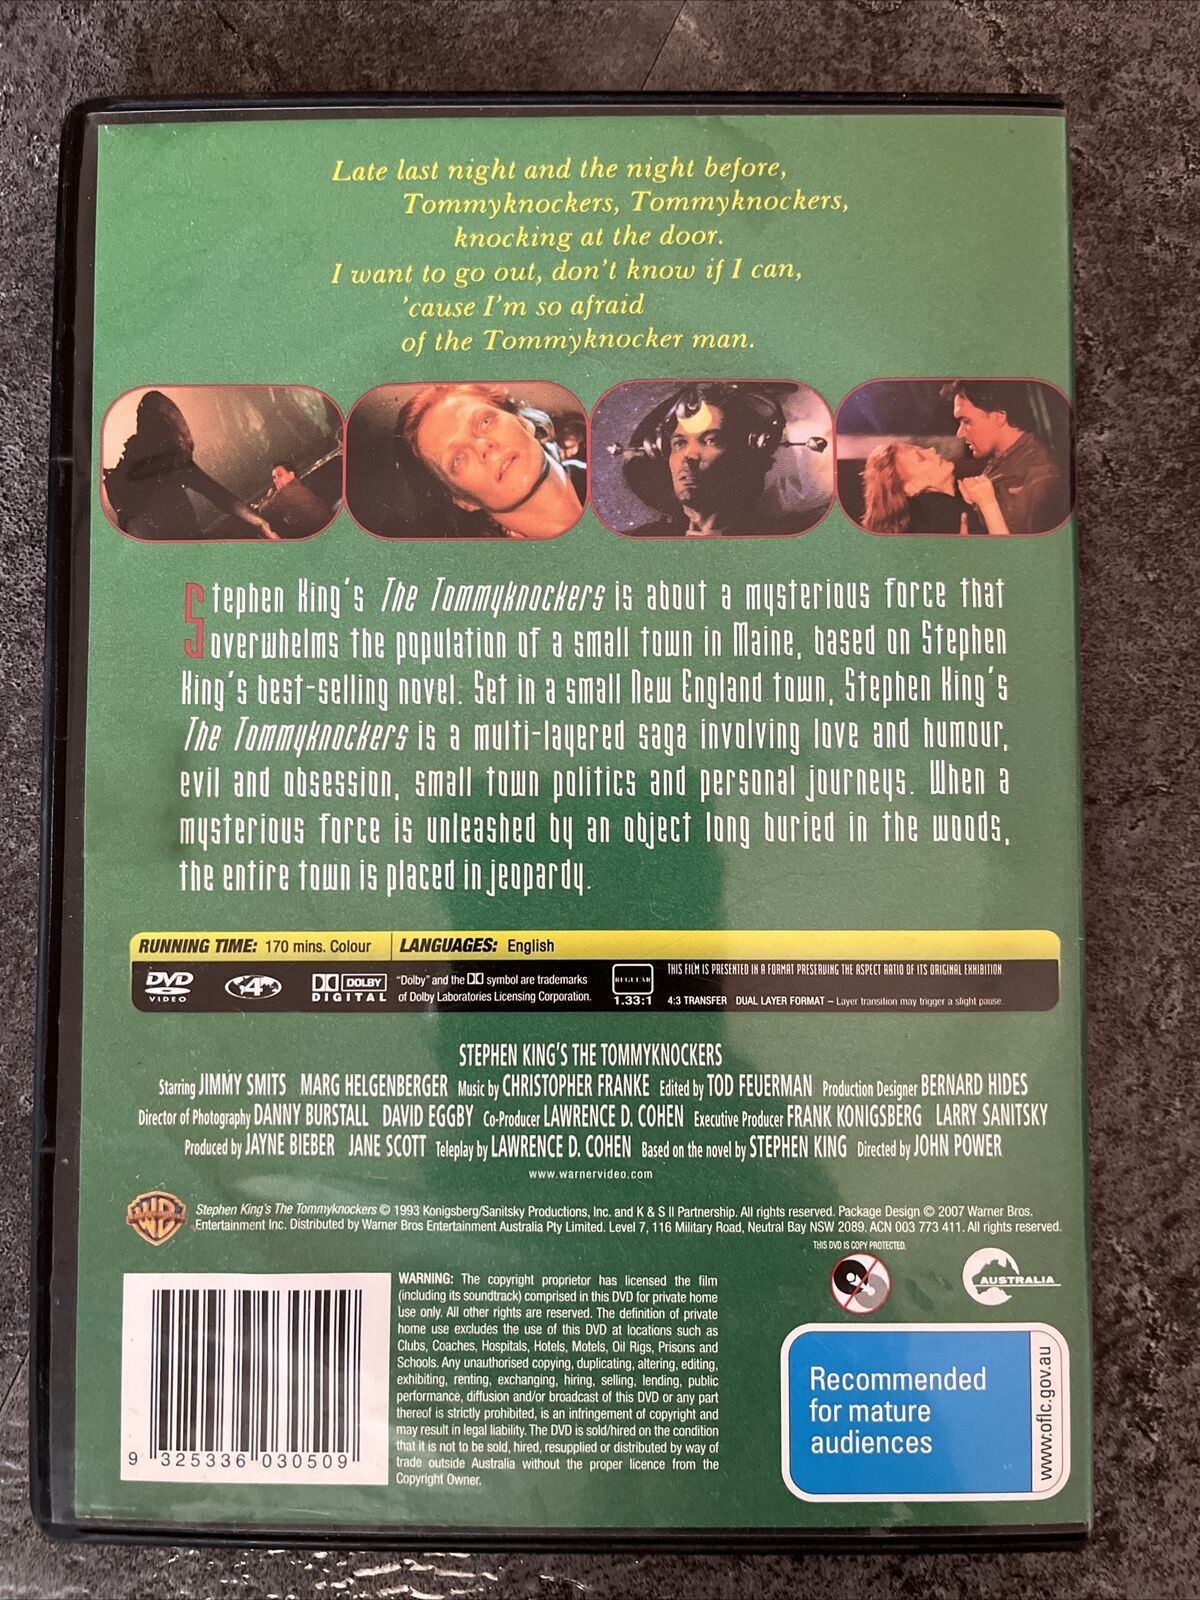 Late last night and the night before,
Tommyknockers, Tommyknockers,
knocking at the door.
I want to go out, don't know if I can,
'cause I'm so afraid
of the Tommyknocker man.
Stephen King's The Tommyknockers is about a mysterious force that
overwhelms the population of a small town in Maine, based on Stephen
King's best-selling novel. Set in a small New England town, Stephen King's
The Tommyknockers is a multi-layered saga involving love and humour,
evil and obsession, small town politics and personal journeys. When a
mysterious force is unleashed by an object long buried in the woods,
the entire town is placed in jeopardy.
RUNNING TIME: 170 mins. Colour LANGUAGES: English
DVD VIDEO
4
DOLBY DIGITAL
"Dolby" and the DD symbol are trademarks
of Dolby Laboratories Licensing Corporation.
REGULAR
1.33:1
THIS FILM IS PRESENTED IN A FORMAT PRESERVING THE ASPECT RATIO OF ITS ORIGINAL EXHIBITION.
4:3 TRANSFER DUAL LAYER FORMAT – Layer transition may trigger a slight pause.
STEPHEN KING'S THE TOMMYKNOCKERS
Starring JIMMY SMITS MARG HELGENBERGER Music by CHRISTOPHER FRANKE Edited by TOD FEUERMAN Production Designer BERNARD HIDES
Director of Photography DANNY BURSTALL DAVID EGGBY Co-Producer LAWRENCE D. COHEN Executive Producer FRANK KONIGSBERG LARRY SANITSKY
Produced by JAYNE BIEBER JANE SCOTT Teleplay by LAWRENCE D. COHEN Based on the novel by STEPHEN KING Directed by JOHN POWER
www.warnervideo.com
WB
Stephen King's The Tommyknockers © 1993 Konigsberg/Sanitsky Productions, Inc. and K & S II Partnership. All rights reserved. Package Design © 2007 Warner Bros.
Entertainment Inc. Distributed by Warner Bros Entertainment Australia Pty Limited. Level 7, 116 Military Road, Neutral Bay NSW 2089. ACN 003 773 411. All rights reserved.
THIS DVD IS COPY PROTECTED.
AUSTRALIA
WARNING: The copyright proprietor has licensed the film
(including its soundtrack) comprised in this DVD for private home
use only. All other rights are reserved. The definition of private
home use excludes the use of this DVD at locations such as
Clubs, Coaches, Hospitals, Hotels, Motels, Oil Rigs, Prisons and
Schools. Any unauthorised copying, duplicating, altering, editing,
exhibiting, renting, exchanging, hiring, selling, lending, public
performance, diffusion and/or broadcast of this DVD or any part
thereof is strictly prohibited, is an infringement of copyright and
may result in legal liability. The DVD is sold/hired on the condition
that it is not to be sold, hired, resupplied or distributed by way of
trade outside Australia without the proper licence from the
Copyright Owner.
9 325336 030509
Recommended
for mature
audiences
www.oflc.gov.au